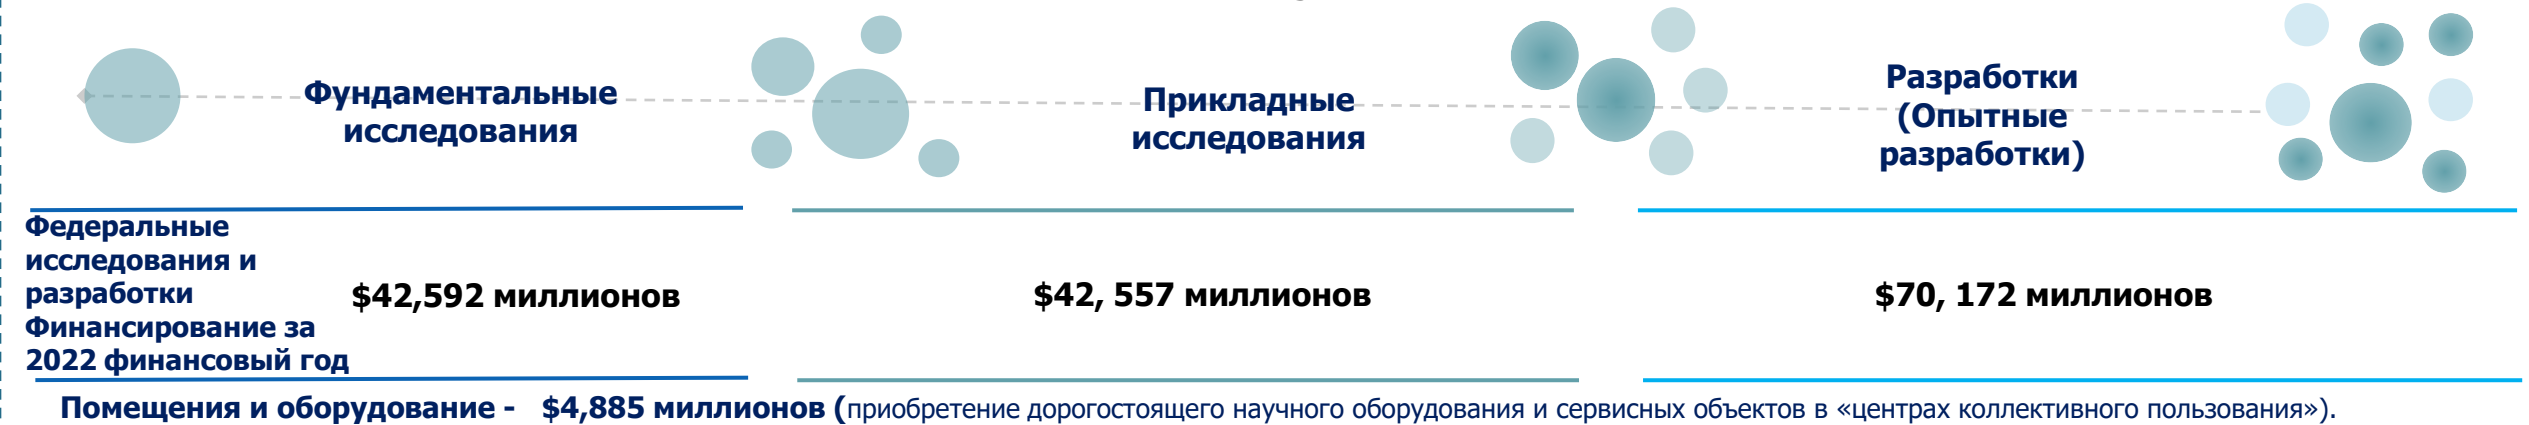 Фундаментальные
исследования
Прикладные
исследования
Разработки
(Опытные
разработки)
Федеральные
исследования и
разработки
Финансирование за
2022 финансовый год
$42,592 миллионов
$42, 557 миллионов
$70, 172 миллионов
Помещения и оборудование - $4,885 миллионов (приобретение дорогостоящего научного оборудования и сервисных объектов в «центрах коллективного пользования»).